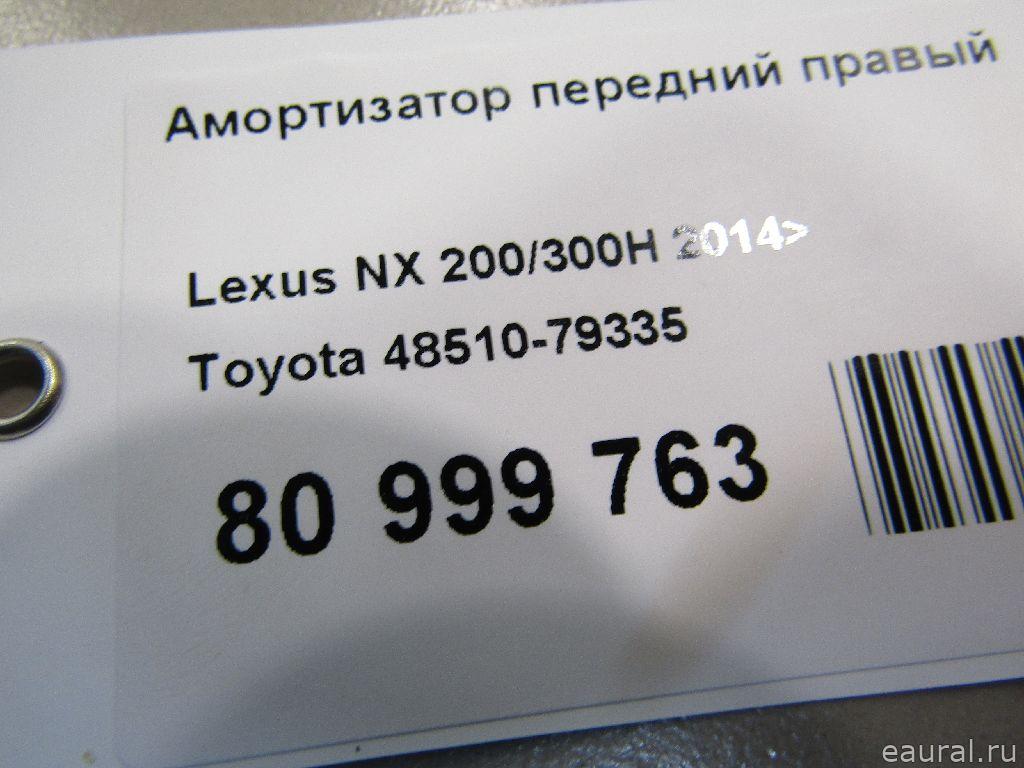 Амортизатор передний правый
Lexus NX 200/300H 2014>
Toyota 48510-79335
80 999 763
eaural.ru